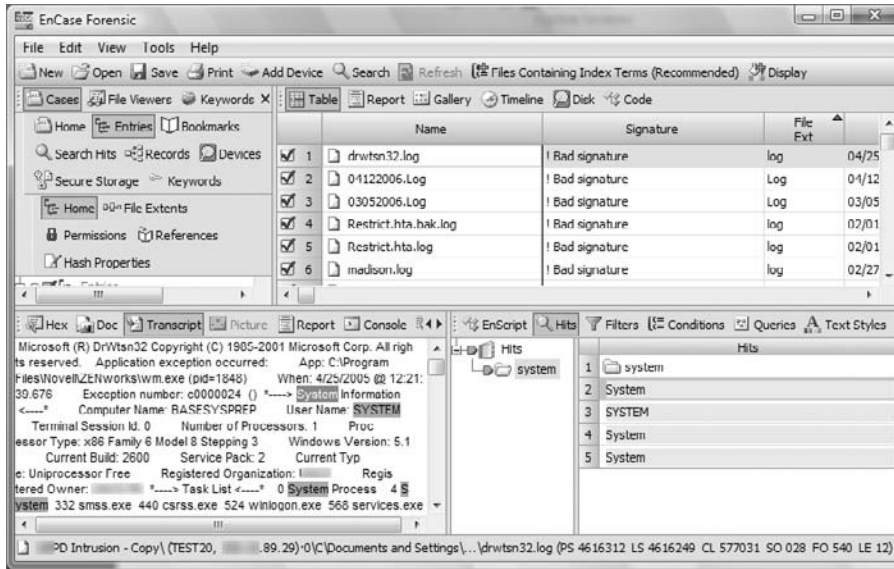 EnCase Forensic
File Edit View Tools Help
New Open Save Print Add Device Search Refresh Files Containing Index Terms (Recommended) Display
Cases File Viewers Keywords X
Table Report Gallery Timeline Disk Code
Home Entries Bookmarks
Search Hits Records Devices
Secure Storage Keywords
Home File Extents
Permissions References
Hash Properties
Entries
Name Signature File Ext
1 drwtsn32.log ! Bad signature log 04/25
2 04122006.Log ! Bad signature Log 04/12
3 03052006.Log ! Bad signature Log 03/05
4 Restrict.hta.bak.log ! Bad signature log 02/01
5 Restrict.hta.log ! Bad signature log 02/01
6 madison.log ! Bad signature log 02/27
Hex Doc Transcript Picture Report Console
EnScript Hits Filters Conditions Queries Text Styles
Microsoft (R) DrWtsn32 Copyright (C) 1985-2001 Microsoft Corp. All righ
ts reserved. Application exception occurred: App: C:\Program
Files\Novell\ZENworks\wm.exe (pid=1848) When: 4/25/2005 @ 12:21:
39.676 Exception number: c0000024 () *----> System Information
<----* Computer Name: BASESYSPREP User Name: SYSTEM
Terminal Session Id: 0 Number of Processors: 1 Proc
essor Type: x86 Family 6 Model 8 Stepping 3 Windows Version: 5.1
Current Build: 2600 Service Pack: 2 Current Typ
e: Uniprocessor Free Registered Organization: Regis
tered Owner: *----> Task List <----* 0 System Process 4 S
ystem 332 smss.exe 440 csrss.exe 524 winlogon.exe 568 services.exe
Hits
system
Hits
1 system
2 System
3 SYSTEM
4 System
5 System
PD Intrusion - Copy\ (TEST20, .89.29)·0\C\Documents and Settings\...\drwtsn32.log (PS 4616312 LS 4616249 CL 577031 SO 028 FO 540 LE 12)